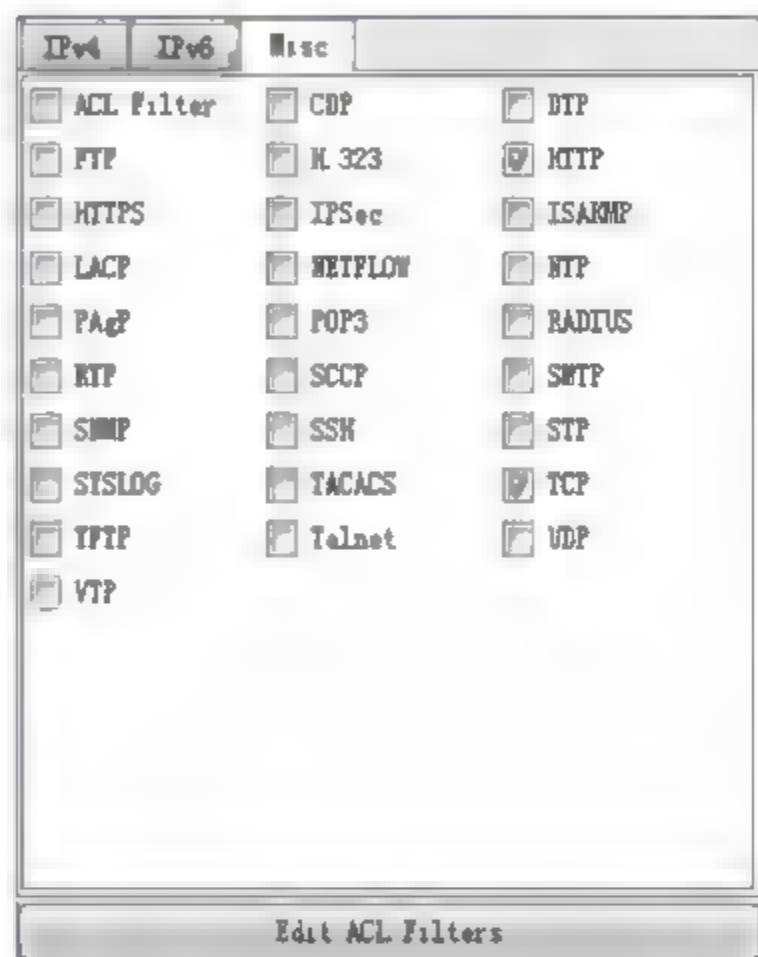 IPv4 IPv6 Misc
ACL Filter CDP DTP
FTP H.323 HTTP
HTTPS IPSec ISAKMP
LACP NETFLOW NTP
PAgP POP3 RADIUS
RTP SCCP SMTP
SNMP SSH STP
SYSLOG TACACS TCP
TFTP Telnet UDP
VTP
Edit ACL Filters